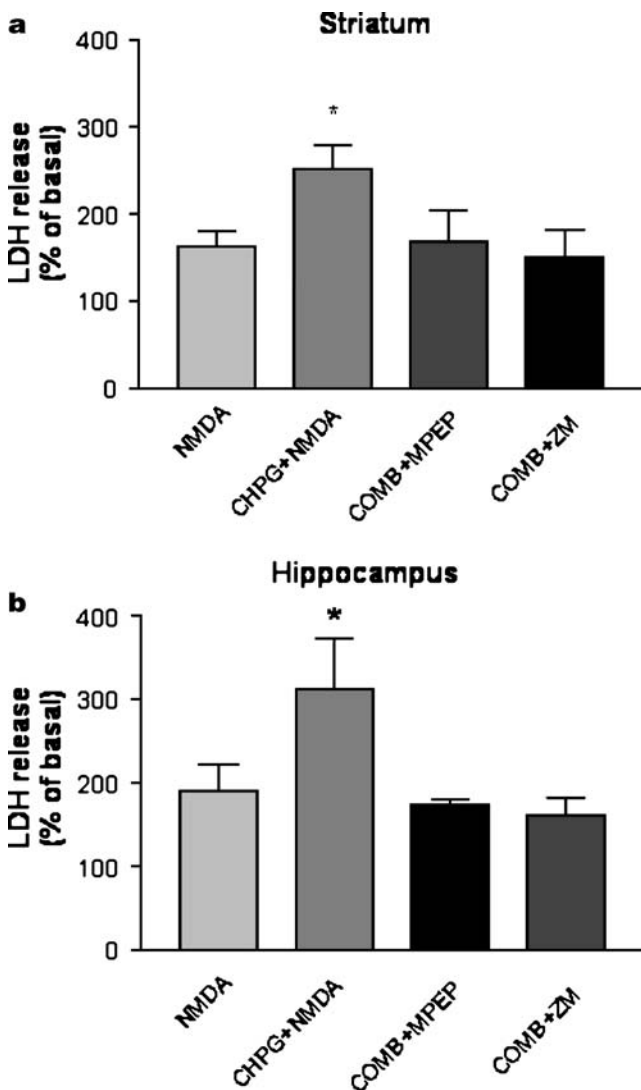 a
Striatum
LDH release
(% of basal)
400
300
200
100
0
*
NMDA
CHPG+NMDA
COMB+MPEP
COMB+ZM
b
Hippocampus
LDH release
(% of basal)
400
300
200
100
0
*
NMDA
CHPG+NMDA
COMB+MPEP
COMB+ZM